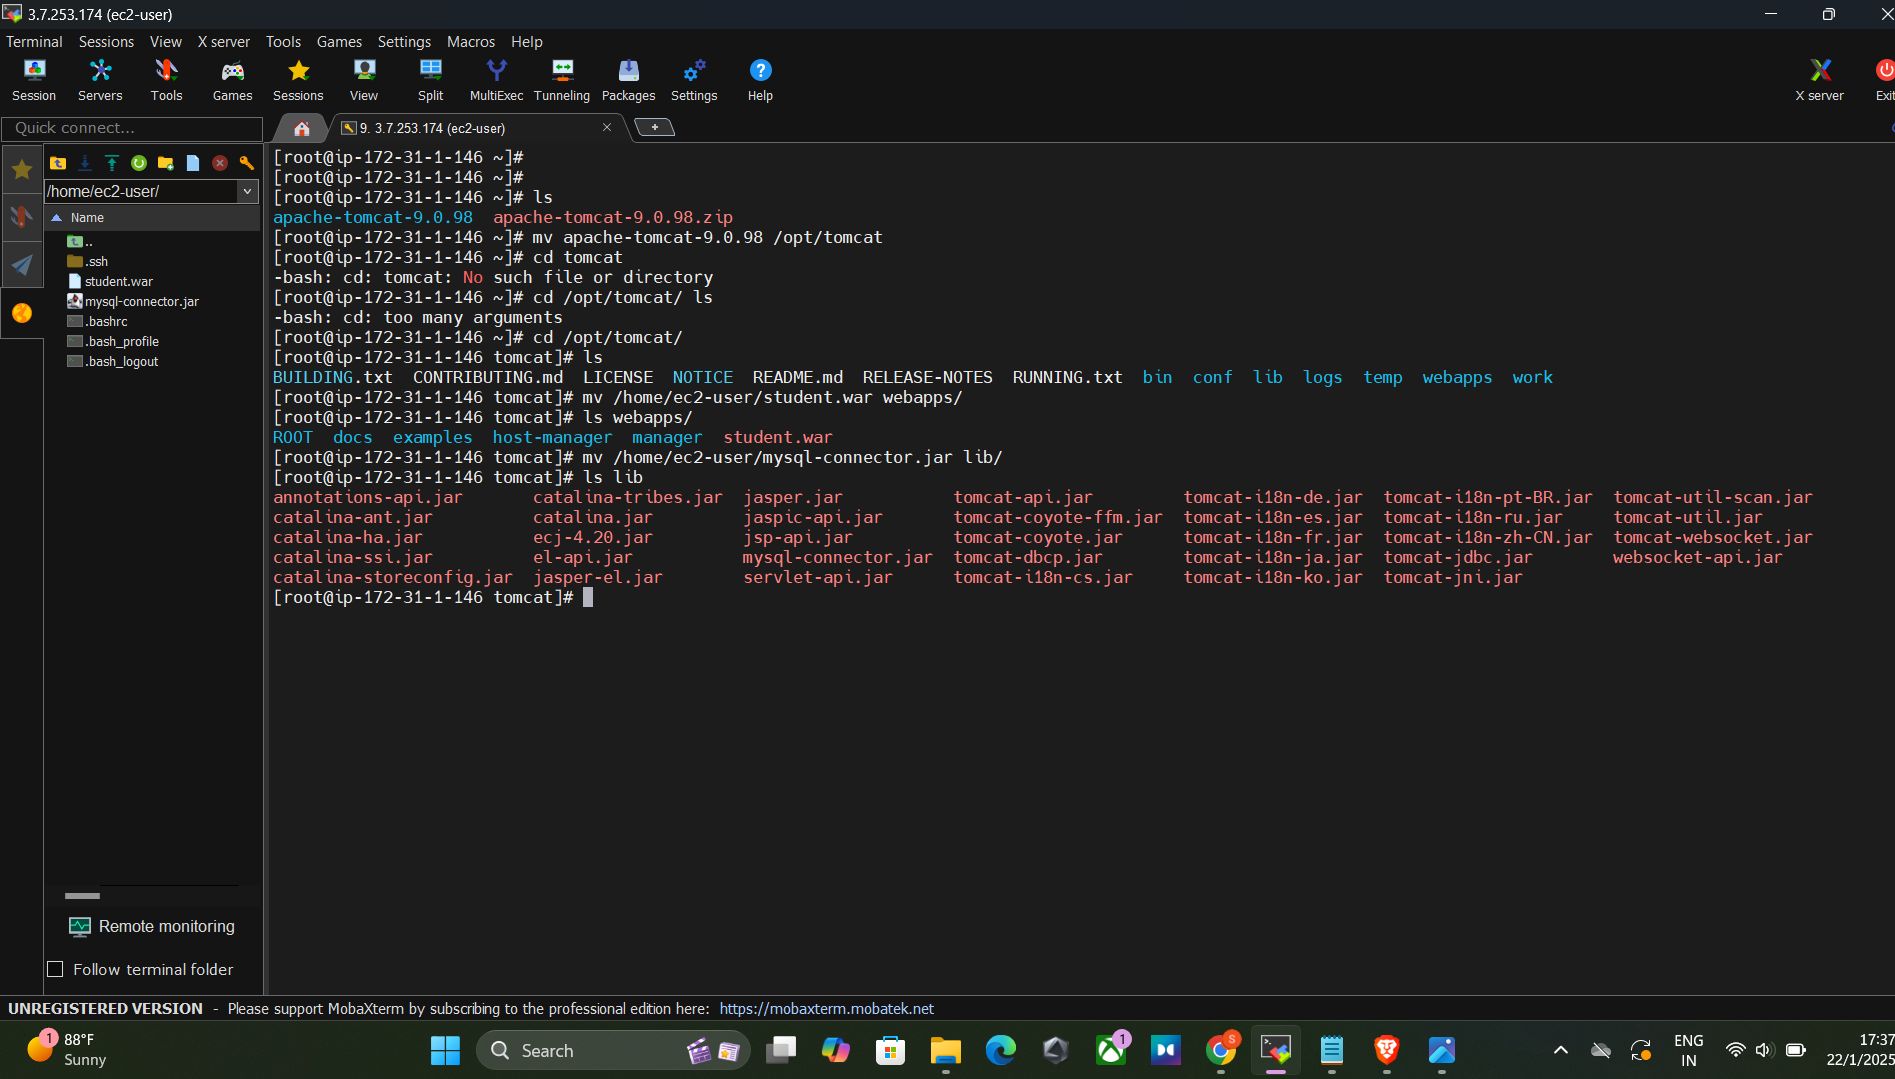 3.7.253.174 (ec2-user)
Terminal Sessions View X server Tools Games Settings Macros Help
Session Servers Tools Games Sessions View Split MultiExec Tunneling Packages Settings Help X server Exit
Quick connect...
9. 3.7.253.174 (ec2-user)
/home/ec2-user/
Name
..
.ssh
student.war
mysql-connector.jar
.bashrc
.bash_profile
.bash_logout
Remote monitoring
Follow terminal folder
[root@ip-172-31-1-146 ~]#
[root@ip-172-31-1-146 ~]#
[root@ip-172-31-1-146 ~]# ls
apache-tomcat-9.0.98 apache-tomcat-9.0.98.zip
[root@ip-172-31-1-146 ~]# mv apache-tomcat-9.0.98 /opt/tomcat
[root@ip-172-31-1-146 ~]# cd tomcat
-bash: cd: tomcat: No such file or directory
[root@ip-172-31-1-146 ~]# cd /opt/tomcat/ ls
-bash: cd: too many arguments
[root@ip-172-31-1-146 ~]# cd /opt/tomcat/
[root@ip-172-31-1-146 tomcat]# ls
BUILDING.txt CONTRIBUTING.md LICENSE NOTICE README.md RELEASE-NOTES RUNNING.txt bin conf lib logs temp webapps work
[root@ip-172-31-1-146 tomcat]# mv /home/ec2-user/student.war webapps/
[root@ip-172-31-1-146 tomcat]# ls webapps/
ROOT docs examples host-manager manager student.war
[root@ip-172-31-1-146 tomcat]# mv /home/ec2-user/mysql-connector.jar lib/
[root@ip-172-31-1-146 tomcat]# ls lib
annotations-api.jar catalina-tribes.jar jasper.jar tomcat-api.jar tomcat-i18n-de.jar tomcat-i18n-pt-BR.jar tomcat-util-scan.jar
catalina-ant.jar catalina.jar jaspic-api.jar tomcat-coyote-ffm.jar tomcat-i18n-es.jar tomcat-i18n-ru.jar tomcat-util.jar
catalina-ha.jar ecj-4.20.jar jsp-api.jar tomcat-coyote.jar tomcat-i18n-fr.jar tomcat-i18n-zh-CN.jar tomcat-websocket.jar
catalina-ssi.jar el-api.jar mysql-connector.jar tomcat-dbcp.jar tomcat-i18n-ja.jar tomcat-jdbc.jar websocket-api.jar
catalina-storeconfig.jar jasper-el.jar servlet-api.jar tomcat-i18n-cs.jar tomcat-i18n-ko.jar tomcat-jni.jar
[root@ip-172-31-1-146 tomcat]#
UNREGISTERED VERSION - Please support MobaXterm by subscribing to the professional edition here: https://mobaxterm.mobatek.net
1 88°F
Sunny
Search
1
S
ENG
IN
17:37
22/1/2025